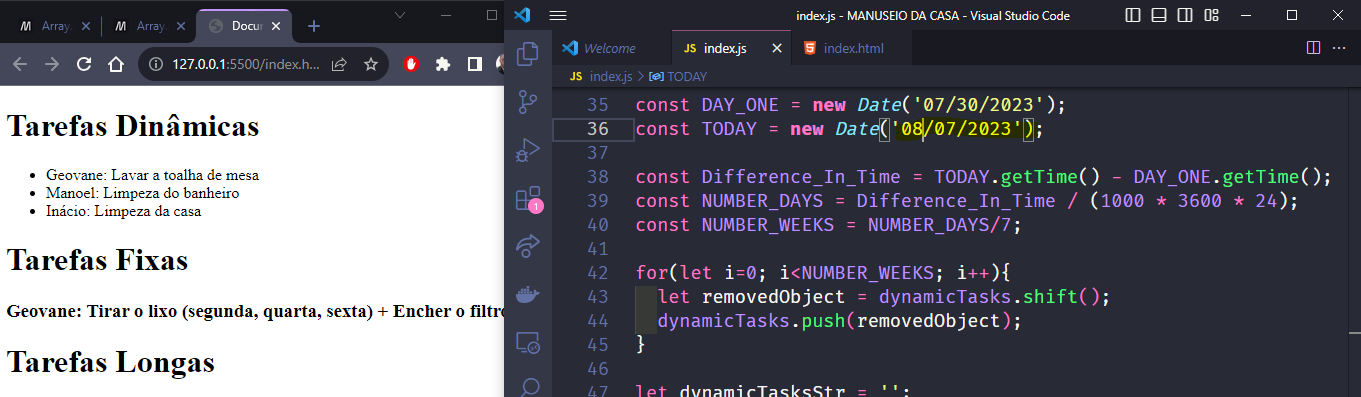 Array.
Array.
Docum
127.0.0.1:5500/index.h...
Tarefas Dinâmicas
Geovane: Lavar a toalha de mesa
Manoel: Limpeza do banheiro
Inácio: Limpeza da casa
Tarefas Fixas
Geovane: Tirar o lixo (segunda, quarta, sexta) + Encher o filtro
Tarefas Longas
index.js - MANUSEIO DA CASA - Visual Studio Code
Welcome
JS index.js
index.html
JS index.js > TODAY
1
35 const DAY_ONE = new Date('07/30/2023');
36 const TODAY = new Date('08/07/2023');
37
38 const Difference_In_Time = TODAY.getTime() - DAY_ONE.getTime();
39 const NUMBER_DAYS = Difference_In_Time / (1000 * 3600 * 24);
40 const NUMBER_WEEKS = NUMBER_DAYS/7;
41
42 for(let i=0; i<NUMBER_WEEKS; i++){
43 let removedObject = dynamicTasks.shift();
44 dynamicTasks.push(removedObject);
45 }
46
47 let dynamicTasksStr = '';